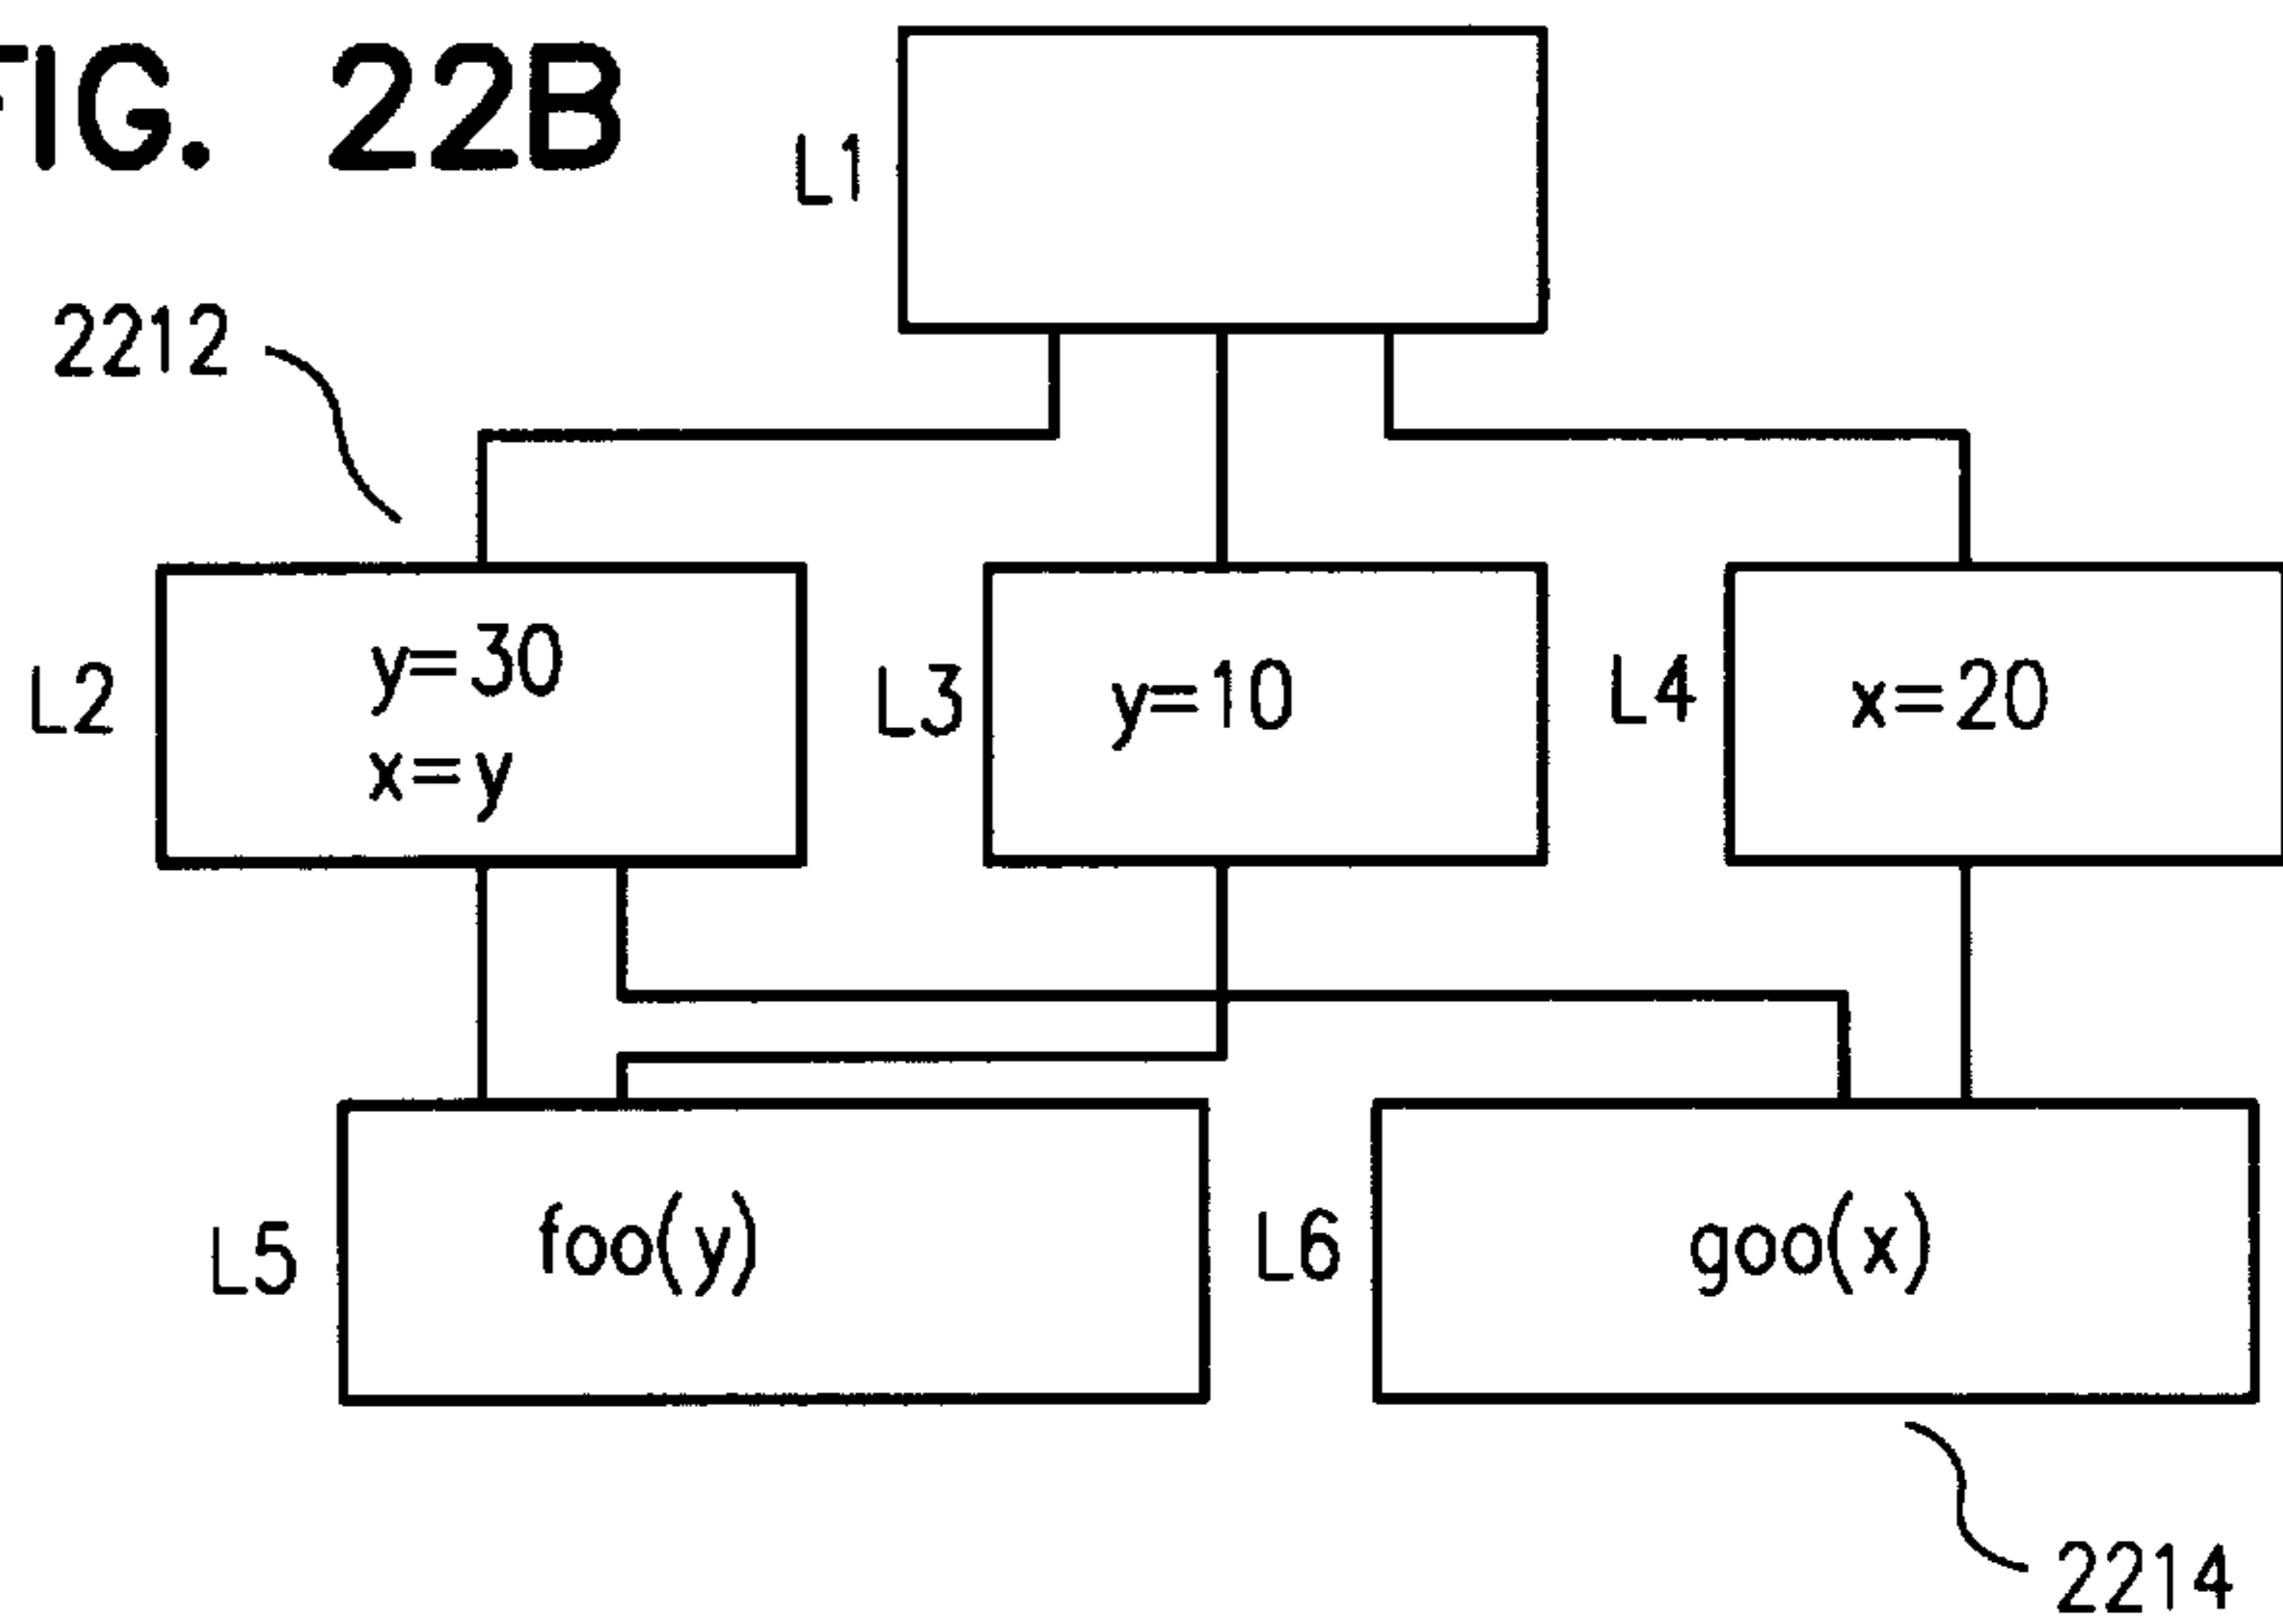 FIG. 22B
L1
2212
L2
y=30
x=y
L3
y=10
L4
x=20
L5
foo(y)
L6
goo(x)
2214